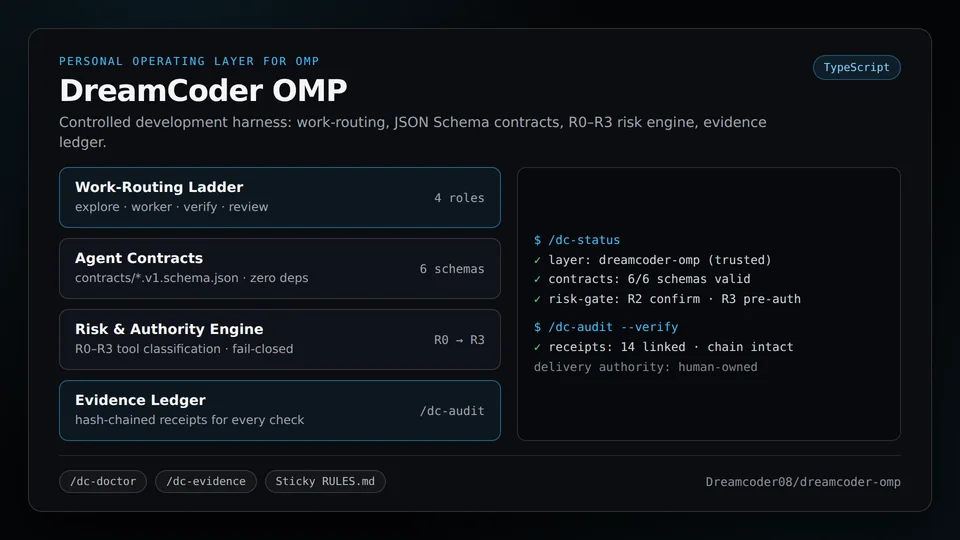 PERSONAL OPERATING LAYER FOR OMP
DreamCoder OMP
TypeScript
Controlled development harness: work-routing, JSON Schema contracts, R0–R3 risk engine, evidence
ledger.
Work-Routing Ladder
explore · worker · verify · review
4 roles
Agent Contracts
contracts/*.v1.schema.json · zero deps
6 schemas
Risk & Authority Engine
R0–R3 tool classification · fail-closed
R0 → R3
Evidence Ledger
hash-chained receipts for every check
/dc-audit
$ /dc-status
✓ layer: dreamcoder-omp (trusted)
✓ contracts: 6/6 schemas valid
✓ risk-gate: R2 confirm · R3 pre-auth
$ /dc-audit --verify
✓ receipts: 14 linked · chain intact
delivery authority: human-owned
/dc-doctor
/dc-evidence
Sticky RULES.md
Dreamcoder08/dreamcoder-omp